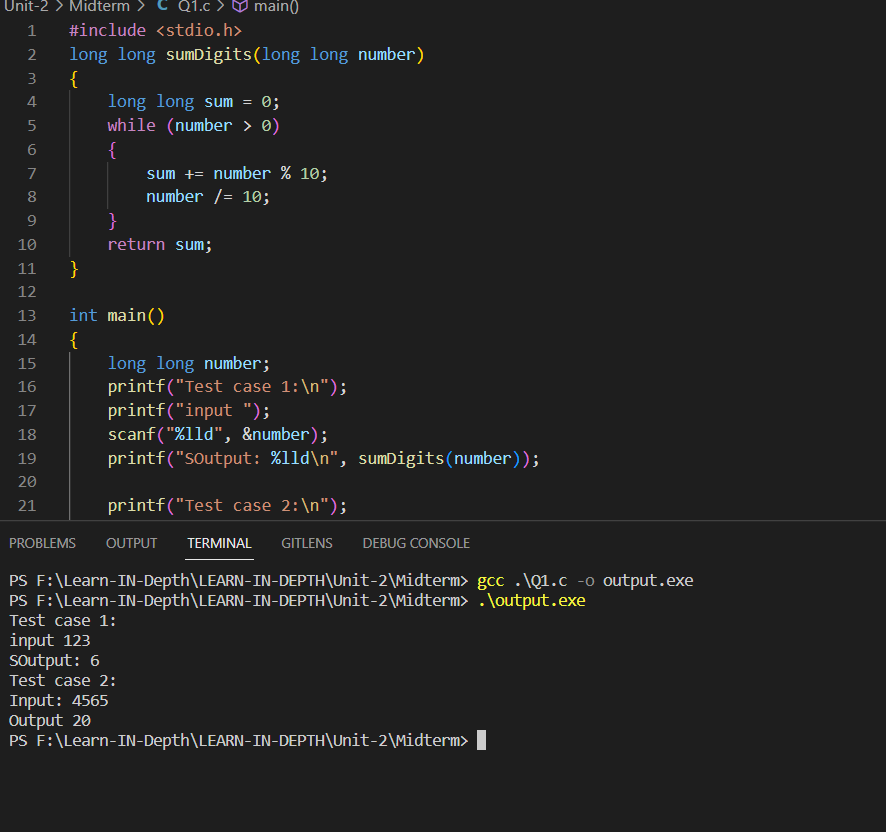 Unit-2 > Midterm > C Q1.c > main()
1 #include <stdio.h>
2 long long sumDigits(long long number)
3 {
4     long long sum = 0;
5     while (number > 0)
6     {
7         sum += number % 10;
8         number /= 10;
9     }
10     return sum;
11 }
12
13 int main()
14 {
15     long long number;
16     printf("Test case 1:\n");
17     printf("input ");
18     scanf("%lld", &number);
19     printf("SOutput: %lld\n", sumDigits(number));
20
21     printf("Test case 2:\n");
PROBLEMS OUTPUT TERMINAL GITLENS DEBUG CONSOLE
PS F:\Learn-IN-Depth\LEARN-IN-DEPTH\Unit-2\Midterm> gcc .\Q1.c -o output.exe
PS F:\Learn-IN-Depth\LEARN-IN-DEPTH\Unit-2\Midterm> .\output.exe
Test case 1:
input 123
SOutput: 6
Test case 2:
Input: 4565
Output 20
PS F:\Learn-IN-Depth\LEARN-IN-DEPTH\Unit-2\Midterm>